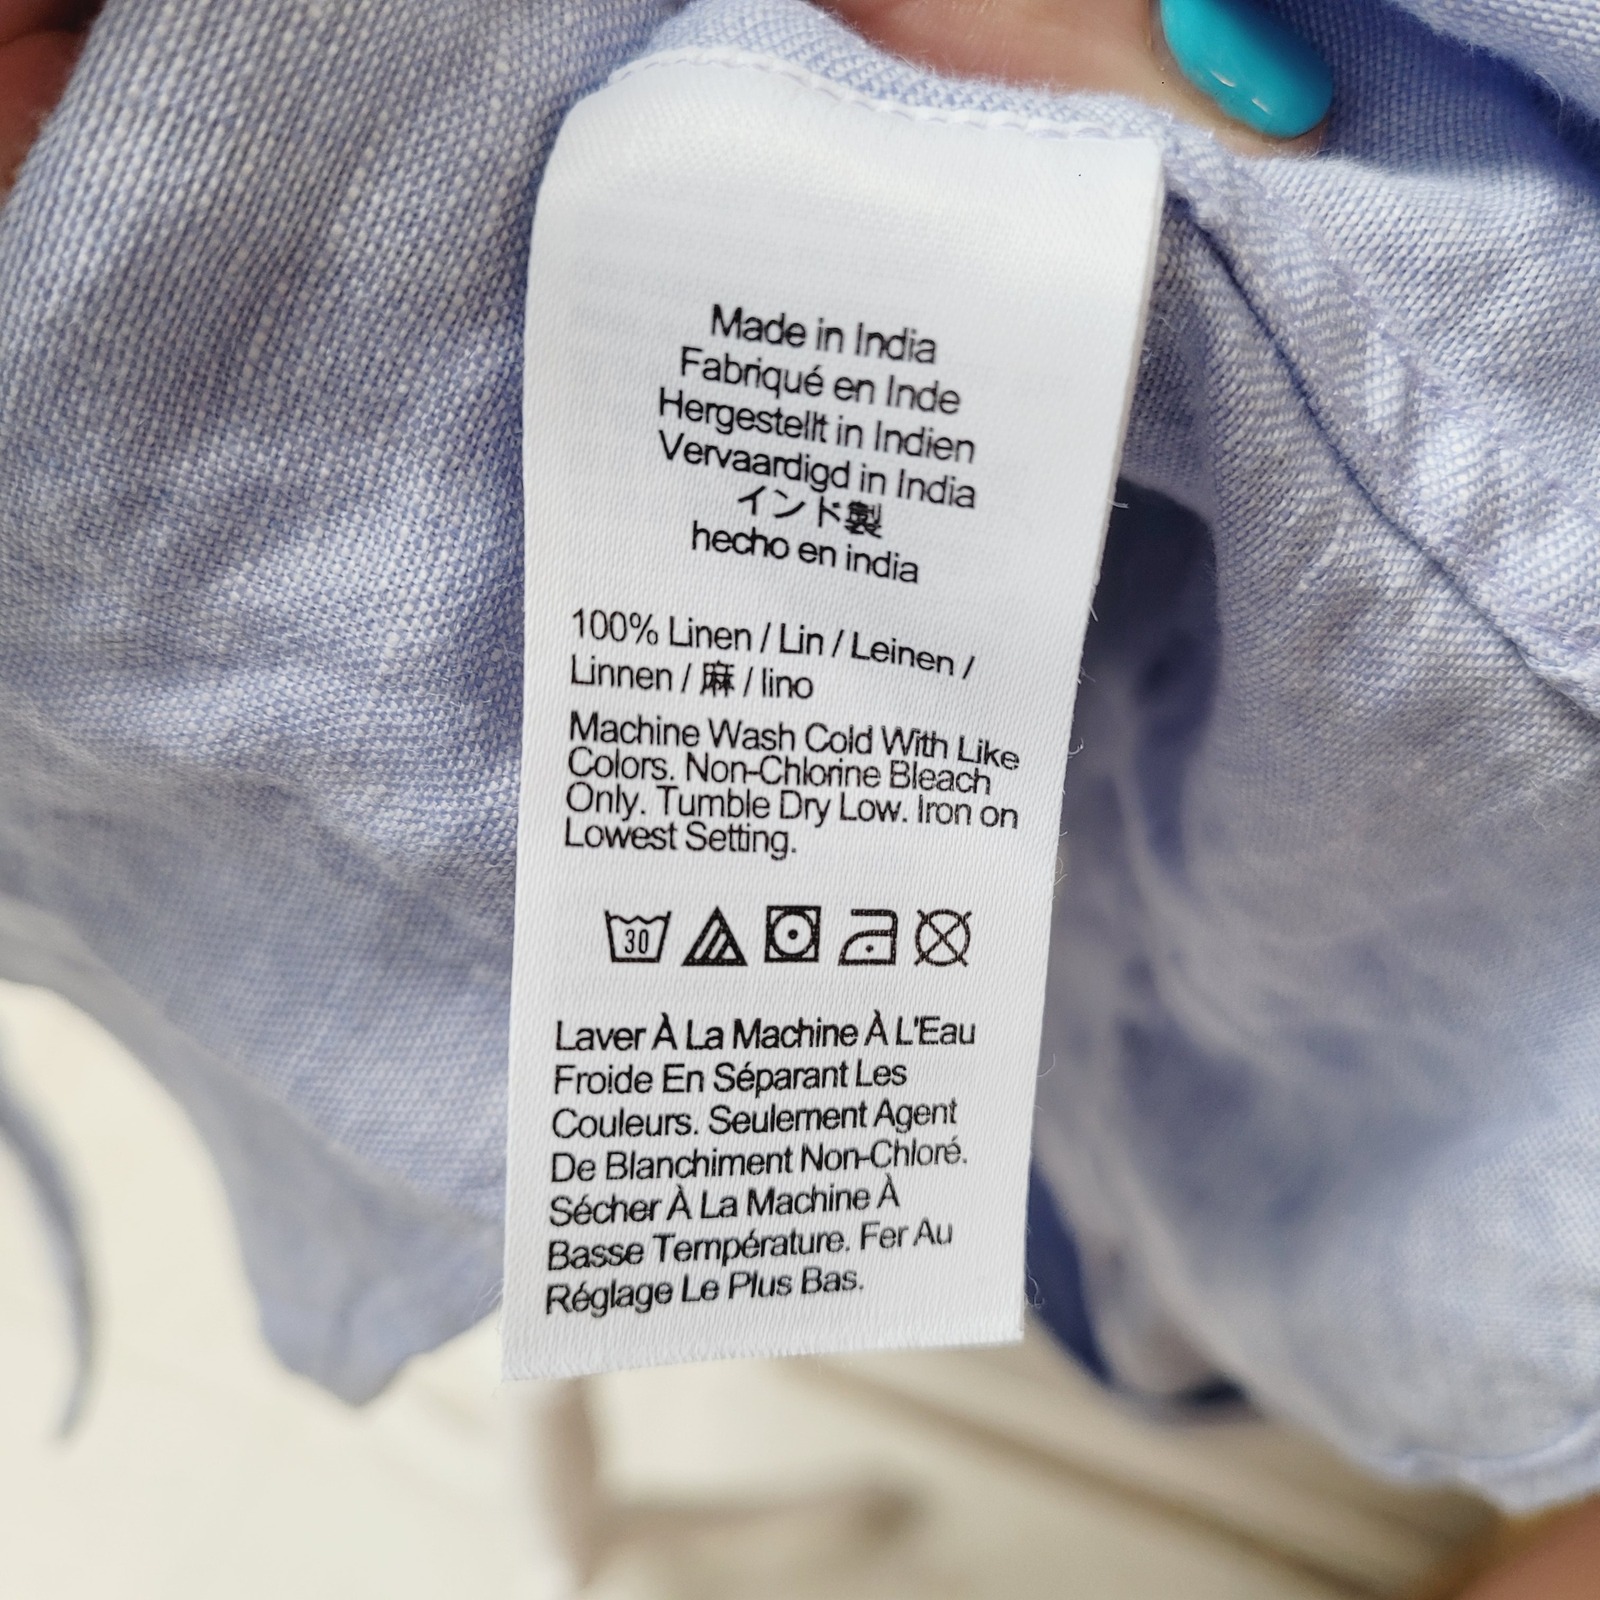 Made in India
Fabriqué en Inde
Hergestellt in Indien
Vervaardigd in India
インド製
hecho en india
100% Linen / Lin / Leinen /
Linnen / 麻 / lino
Machine Wash Cold With Like
Colors. Non-Chlorine Bleach
Only. Tumble Dry Low. Iron on
Lowest Setting.
30
Laver À La Machine À L'Eau
Froide En Séparant Les
Couleurs. Seulement Agent
De Blanchiment Non-Chloré.
Sécher À La Machine À
Basse Température. Fer Au
Réglage Le Plus Bas.